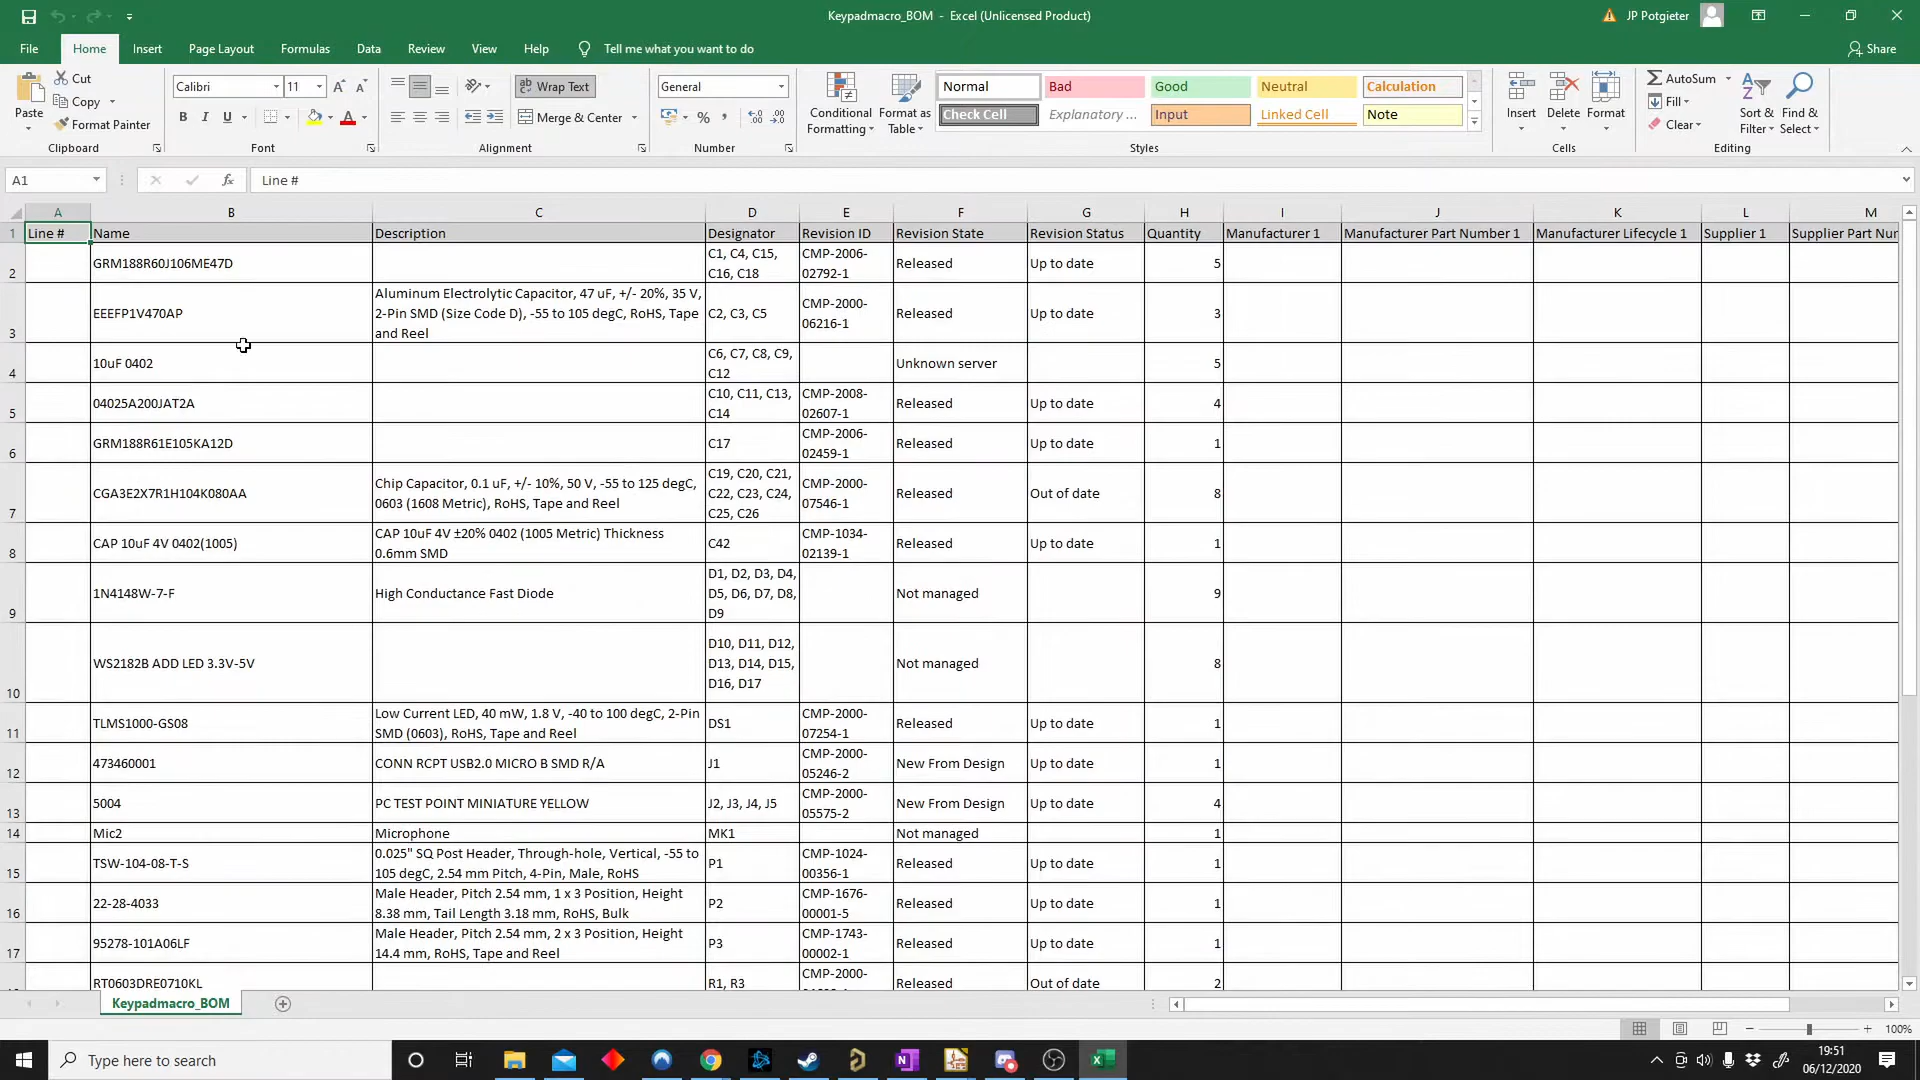 Keypadmacro_BOM - Excel (Unlicensed Product)
JP Potgieter
File Home Insert Page Layout Formulas Data Review View Help Tell me what you want to do Share
Paste Cut Copy Format Painter Clipboard
Calibri 11 B I U A Font
Wrap Text Merge & Center Alignment
General % , Number
Conditional Formatting Format as Table
Normal Bad Good Neutral Calculation
Check Cell Explanatory ... Input Linked Cell Note
Styles
Insert Delete Format Cells
AutoSum Fill Clear Sort & Filter Find & Select Editing
A1 fx Line #
A B C D E F G H I J K L M
1 Line # Name Description Designator Revision ID Revision State Revision Status Quantity Manufacturer 1 Manufacturer Part Number 1 Manufacturer Lifecycle 1 Supplier 1 Supplier Part Nur
2 GRM188R60J106ME47D C1, C4, C15, C16, C18 CMP-2006-02792-1 Released Up to date 5
3 EEEFP1V470AP Aluminum Electrolytic Capacitor, 47 uF, +/- 20%, 35 V, 2-Pin SMD (Size Code D), -55 to 105 degC, RoHS, Tape and Reel C2, C3, C5 CMP-2000-06216-1 Released Up to date 3
4 10uF 0402 C6, C7, C8, C9, C12 Unknown server 5
5 04025A200JAT2A C10, C11, C13, C14 CMP-2008-02607-1 Released Up to date 4
6 GRM188R61E105KA12D C17 CMP-2006-02459-1 Released Up to date 1
7 CGA3E2X7R1H104K080AA Chip Capacitor, 0.1 uF, +/- 10%, 50 V, -55 to 125 degC, 0603 (1608 Metric), RoHS, Tape and Reel C19, C20, C21, C22, C23, C24, C25, C26 CMP-2000-07546-1 Released Out of date 8
8 CAP 10uF 4V 0402(1005) CAP 10uF 4V ±20% 0402 (1005 Metric) Thickness 0.6mm SMD C42 CMP-1034-02139-1 Released Up to date 1
9 1N4148W-7-F High Conductance Fast Diode D1, D2, D3, D4, D5, D6, D7, D8, D9 Not managed 9
10 WS2182B ADD LED 3.3V-5V D10, D11, D12, D13, D14, D15, D16, D17 Not managed 8
11 TLMS1000-GS08 Low Current LED, 40 mW, 1.8 V, -40 to 100 degC, 2-Pin SMD (0603), RoHS, Tape and Reel DS1 CMP-2000-07254-1 Released Up to date 1
12 473460001 CONN RCPT USB2.0 MICRO B SMD R/A J1 CMP-2000-05246-2 New From Design Up to date 1
13 5004 PC TEST POINT MINIATURE YELLOW J2, J3, J4, J5 CMP-2000-05575-2 New From Design Up to date 4
14 Mic2 Microphone MK1 Not managed 1
15 TSW-104-08-T-S 0.025" SQ Post Header, Through-hole, Vertical, -55 to 105 degC, 2.54 mm Pitch, 4-Pin, Male, RoHS P1 CMP-1024-00356-1 Released Up to date 1
16 22-28-4033 Male Header, Pitch 2.54 mm, 1 x 3 Position, Height 8.38 mm, Tail Length 3.18 mm, RoHS, Bulk P2 CMP-1676-00001-5 Released Up to date 1
17 95278-101A06LF Male Header, Pitch 2.54 mm, 2 x 3 Position, Height 14.4 mm, RoHS, Tape and Reel P3 CMP-1743-00002-1 Released Up to date 1
RT0603DRE0710KL R1, R3 CMP-2000- Released Out of date 2
Keypadmacro_BOM
100%
Type here to search
19:51
06/12/2020